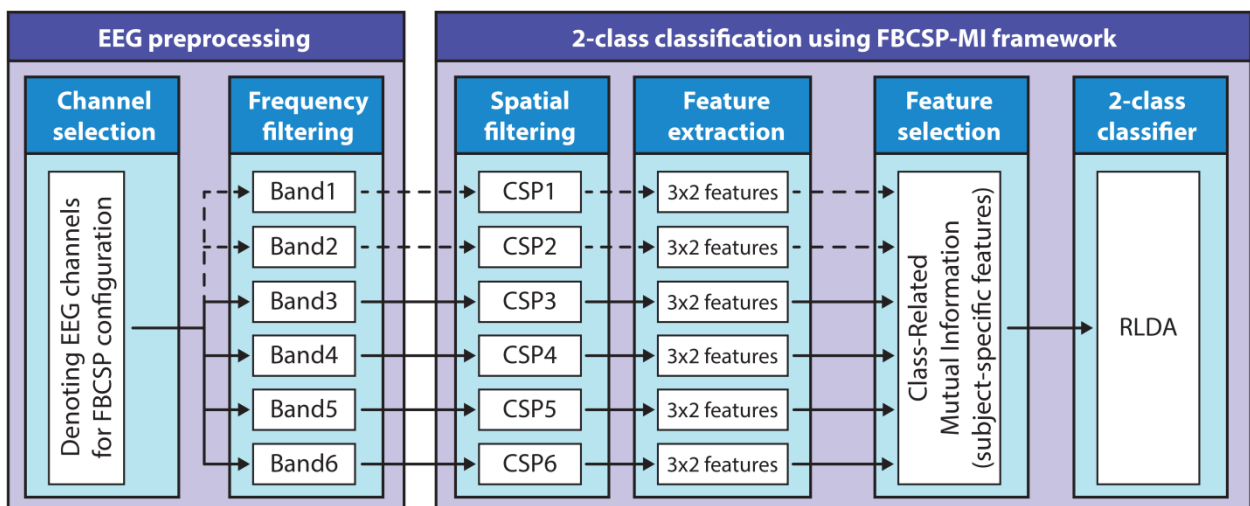 EEG preprocessing
2-class classification using FBCSP-MI framework
Channel
selection
Frequency
filtering
Spatial
filtering
Feature
extraction
Feature
selection
2-class
classifier
Denoting EEG channels
for FBCSP configuration
Band1
Band2
Band3
Band4
Band5
Band6
CSP1
CSP2
CSP3
CSP4
CSP5
CSP6
3x2 features
3x2 features
3x2 features
3x2 features
3x2 features
3x2 features
Class-Related
Mutual Information
(subject-specific features)
RLDA